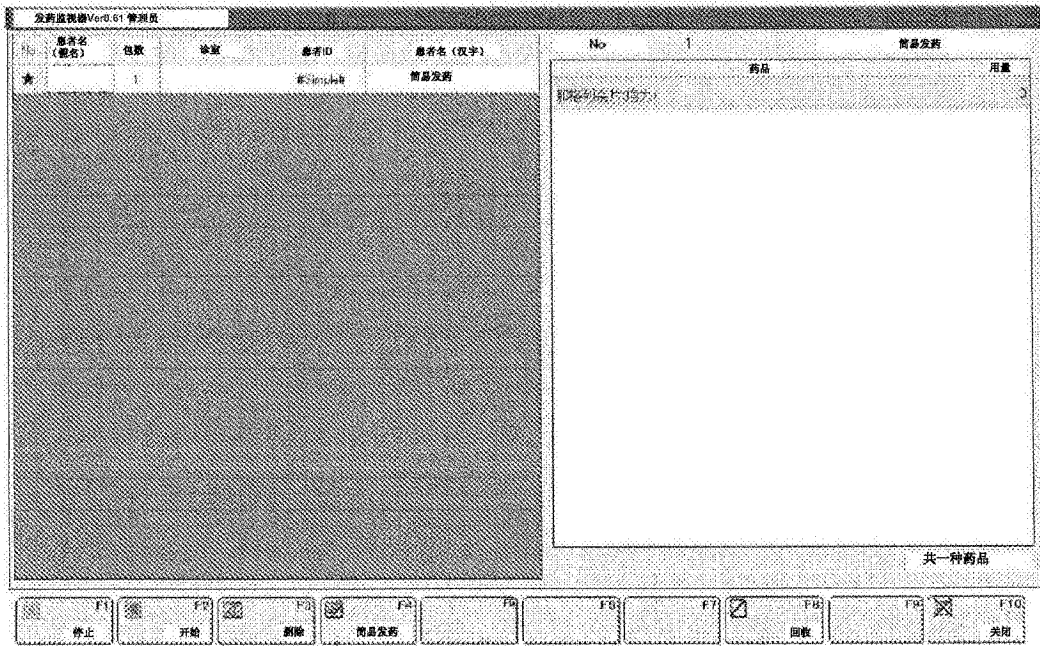 发药监视器Ver0.61 管理员
No 患者名（假名） 包数 诊室 患者ID 患者名（汉字）
★ 1 #Simple# 简易发药
No 1 简易发药
药品 用量
共一种药品
F1 停止
F2 开始
F3 删除
F4 简易发药
F5
F6
F7
F8 回收
F9
F10 关闭